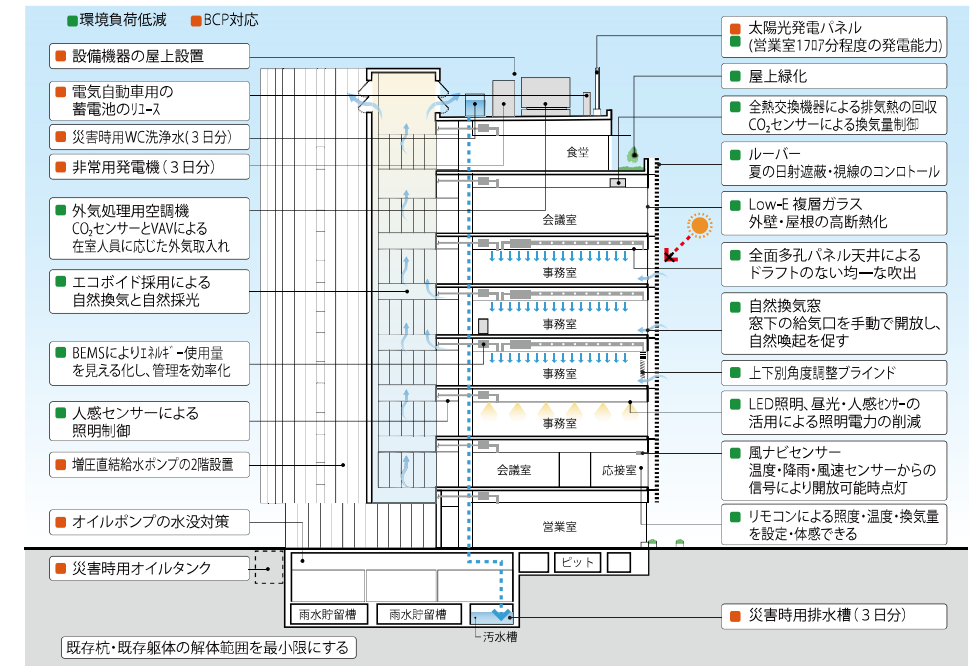 ■環境負荷低減 ■BCP対応
■ 設備機器の屋上設置
■ 電気自動車用の
蓄電池のリユース
■ 災害時用WC洗浄水(3日分)
■ 非常用発電機(3日分)
■ 外気処理用空調機
CO₂センサーとVAVによる
在室人員に応じた外気取入れ
■ エコボイド採用による
自然換気と自然採光
■ BEMSによりエネルギー使用量
を見える化し、管理を効率化
■ 人感センサーによる
照明制御
■ 増圧直結給水ポンプの2階設置
■ オイルポンプの水没対策
■ 災害時用オイルタンク
既存杭・既存躯体の解体範囲を最小限にする
食堂
会議室
事務室
事務室
事務室
事務室
会議室
応接室
営業室
ピット
雨水貯留槽
雨水貯留槽
汚水槽
■ 太陽光発電パネル
■ (営業室1フロア分程度の発電能力)
■ 屋上緑化
■ 全熱交換機器による排気熱の回収
CO₂センサーによる換気量制御
■ ルーバー
夏の日射遮蔽・視線のコンロトール
■ Low-E 複層ガラス
外壁・屋根の高断熱化
■ 全面多孔パネル天井による
ドラフトのない均一な吹出
■ 自然換気窓
窓下の給気口を手動で開放し、
自然喚起を促す
■ 上下別角度調整ブラインド
■ LED照明、昼光・人感センサーの
活用による照明電力の削減
■ 風ナビセンサー
温度・降雨・風速センサーからの
信号により開放可能時点灯
■ リモコンによる照度・温度・換気量
を設定・体感できる
■ 災害時用排水槽(3日分)